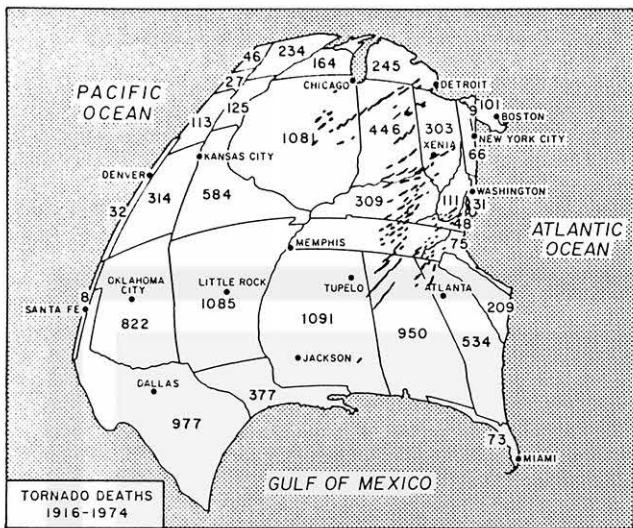 46
234
164
245
27
CHICAGO
DETROIT
PACIFIC
OCEAN
125
101
BOSTON
9
113
1081
446
303
NEW YORK CITY
XENIA
KANSAS CITY
66
DENVER
WASHINGTON
314
584
309
111
31
32
48
ATLANTIC
OCEAN
75
MEMPHIS
OKLAHOMA
CITY
LITTLE ROCK
TUPELO
ATLANTA
8
SANTA FE
1085
209
822
1091
950
534
JACKSON
DALLAS
377
977
73
MIAMI
GULF OF MEXICO
TORNADO DEATHS
1916-1974